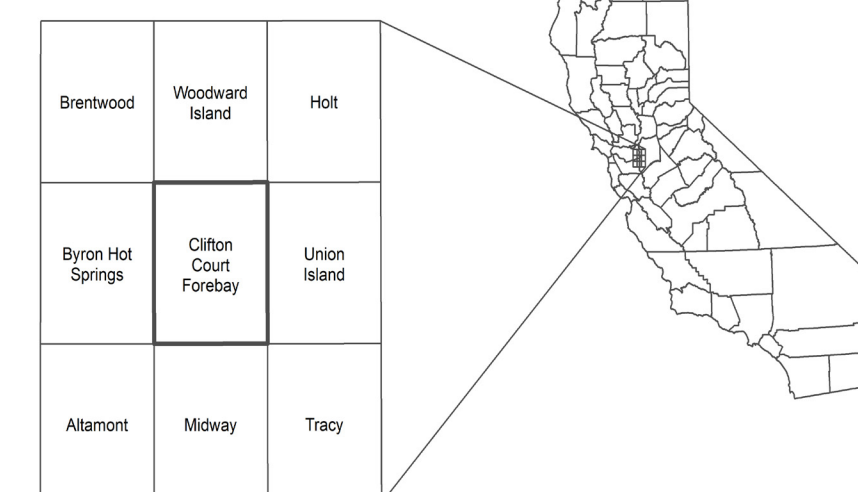 Brentwood
Woodward
Island
Holt
Byron Hot
Springs
Clifton
Court
Forebay
Union
Island
Altamont
Midway
Tracy